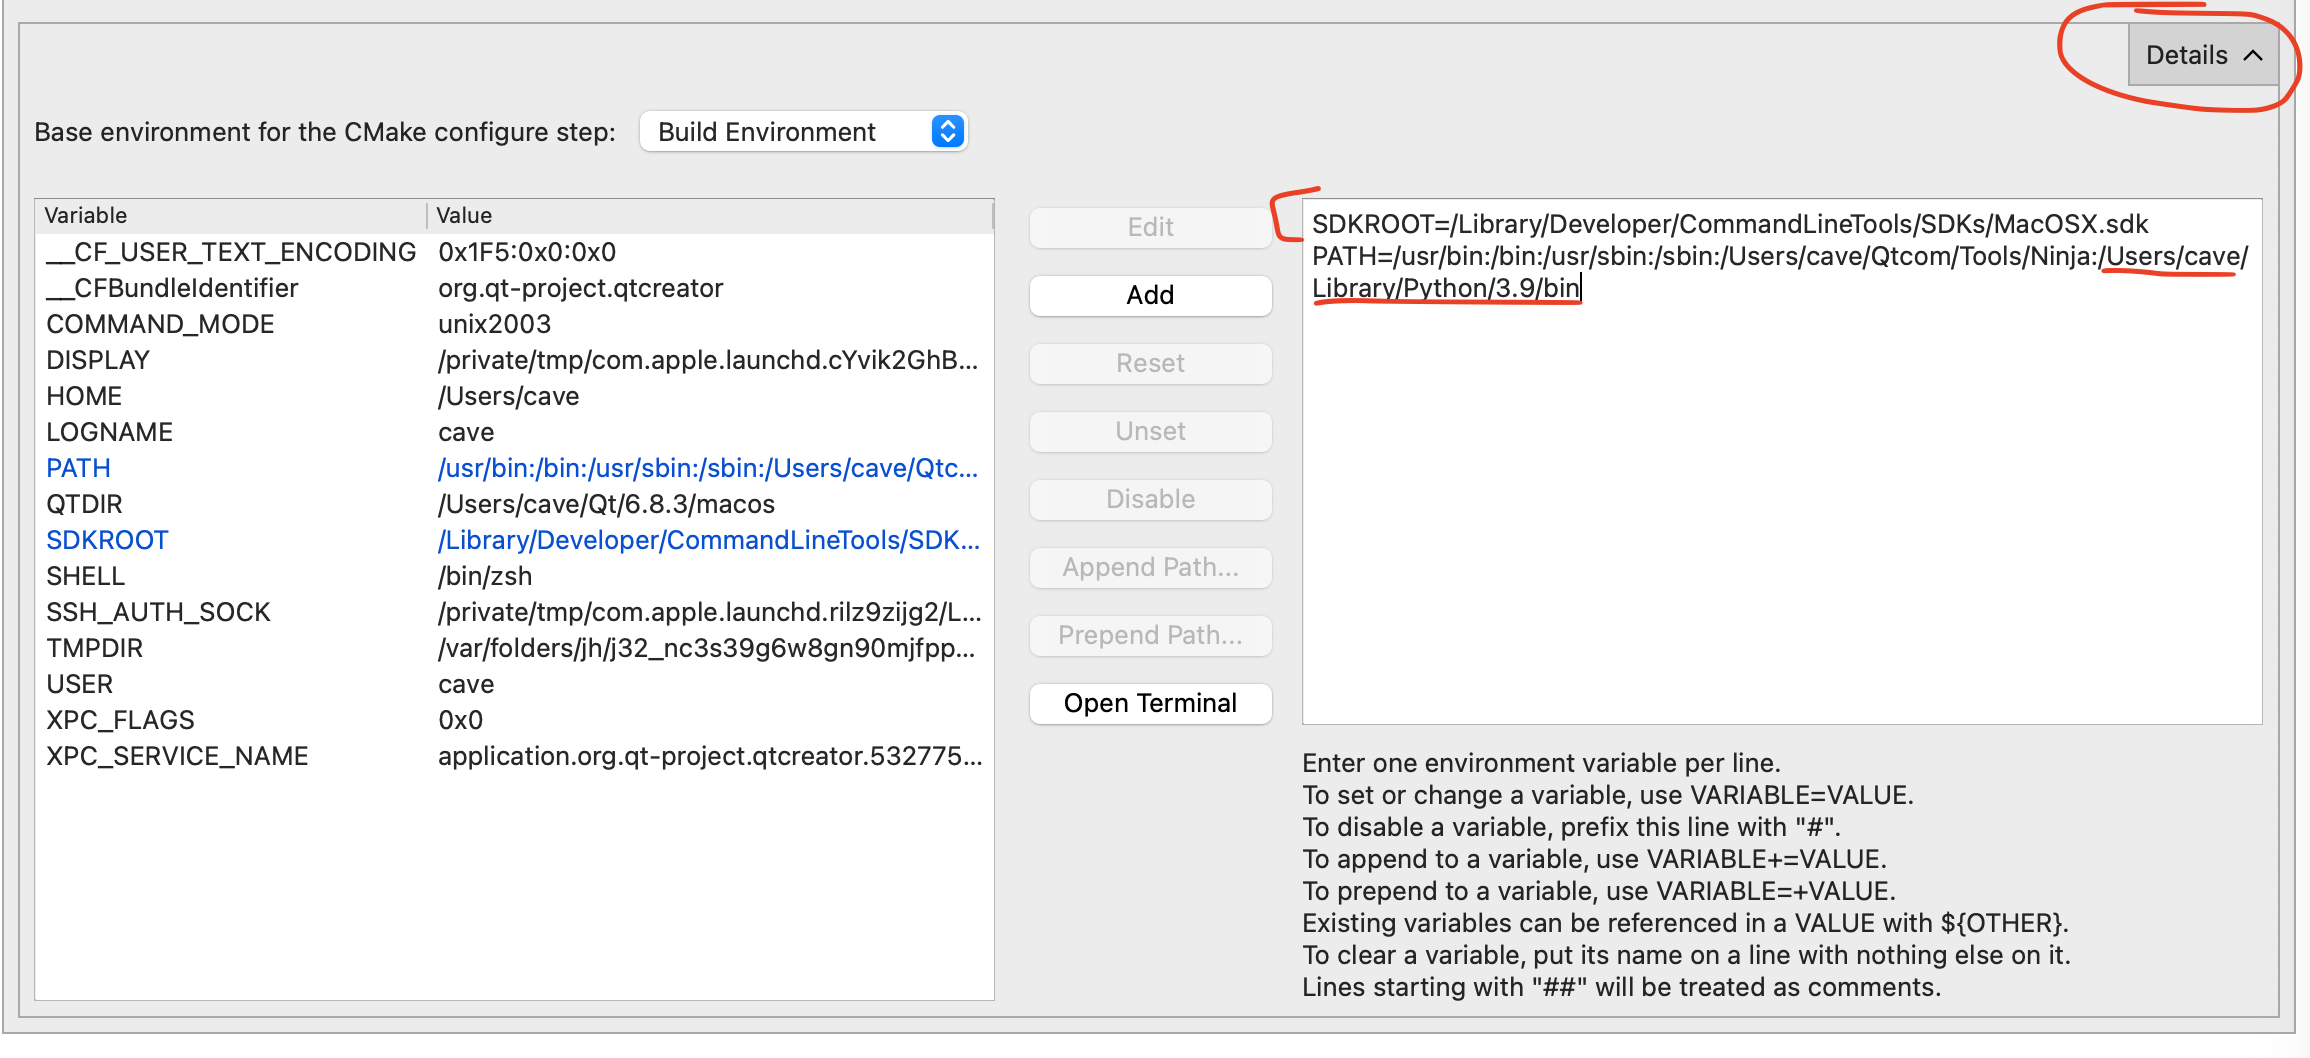 Details
Base environment for the CMake configure step: Build Environment
Variable Value
__CF_USER_TEXT_ENCODING 0x1F5:0x0:0x0
__CFBundleIdentifier org.qt-project.qtcreator
COMMAND_MODE unix2003
DISPLAY /private/tmp/com.apple.launchd.cYvik2GhB...
HOME /Users/cave
LOGNAME cave
PATH /usr/bin:/bin:/usr/sbin:/sbin:/Users/cave/Qtc...
QTDIR /Users/cave/Qt/6.8.3/macos
SDKROOT /Library/Developer/CommandLineTools/SDK...
SHELL /bin/zsh
SSH_AUTH_SOCK /private/tmp/com.apple.launchd.rilz9zijg2/L...
TMPDIR /var/folders/jh/j32_nc3s39g6w8gn90mjfpp...
USER cave
XPC_FLAGS 0x0
XPC_SERVICE_NAME application.org.qt-project.qtcreator.532775...
Edit
Add
Reset
Unset
Disable
Append Path...
Prepend Path...
Open Terminal
SDKROOT=/Library/Developer/CommandLineTools/SDKs/MacOSX.sdk
PATH=/usr/bin:/bin:/usr/sbin:/sbin:/Users/cave/Qtcom/Tools/Ninja:/Users/cave/
Library/Python/3.9/bin
Enter one environment variable per line.
To set or change a variable, use VARIABLE=VALUE.
To disable a variable, prefix this line with "#".
To append to a variable, use VARIABLE+=VALUE.
To prepend to a variable, use VARIABLE=+VALUE.
Existing variables can be referenced in a VALUE with ${OTHER}.
To clear a variable, put its name on a line with nothing else on it.
Lines starting with "##" will be treated as comments.